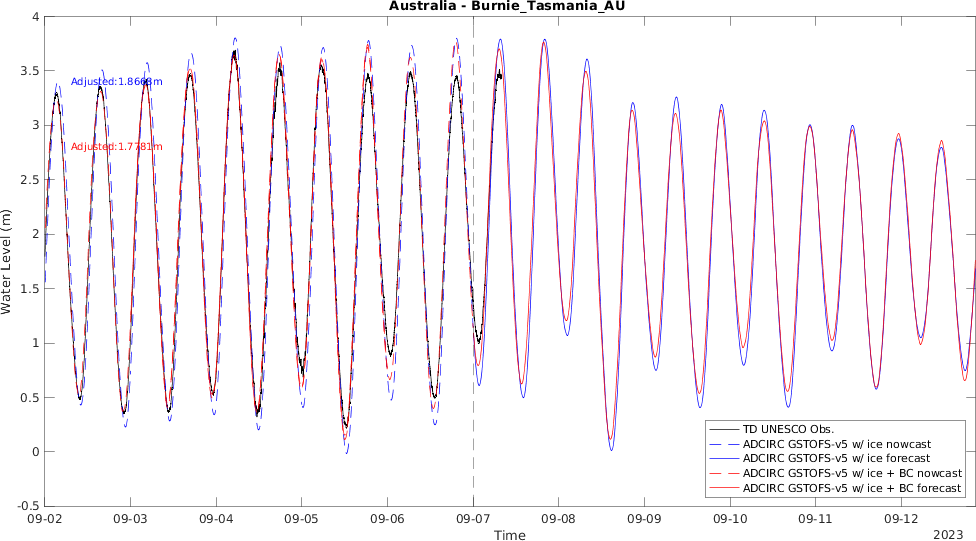 Australia - Burnie_Tasmania_AU
Water Level (m)
4
3.5
3
2.5
2
1.5
1
0.5
0
-0.5
Adjusted:1.8668m
Adjusted:1.7781m
TD UNESCO Obs.
ADCIRC GSTOFS-v5 w/ ice nowcast
ADCIRC GSTOFS-v5 w/ ice forecast
ADCIRC GSTOFS-v5 w/ ice + BC nowcast
ADCIRC GSTOFS-v5 w/ ice + BC forecast
09-02 09-03 09-04 09-05 09-06 09-07 09-08 09-09 09-10 09-11 09-12
Time
2023